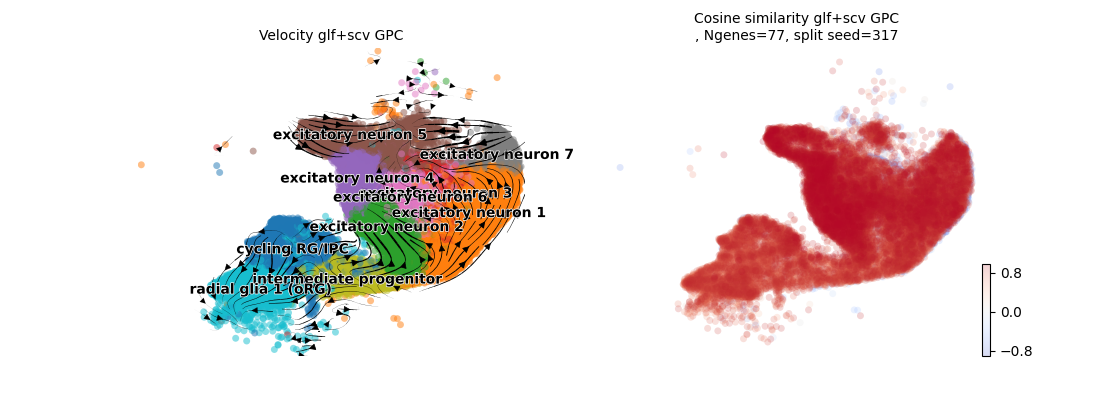 Velocity glf+scv GPC
Cosine similarity glf+scv GPC
, Ngenes=77, split seed=317
excitatory neuron 5
excitatory neuron 7
excitatory neuron 4
excitatory neuron 3
excitatory neuron 6
excitatory neuron 1
excitatory neuron 2
cycling RG/IPC
intermediate progenitor
radial glia 1 (oRG)
0.8
0.0
−0.8